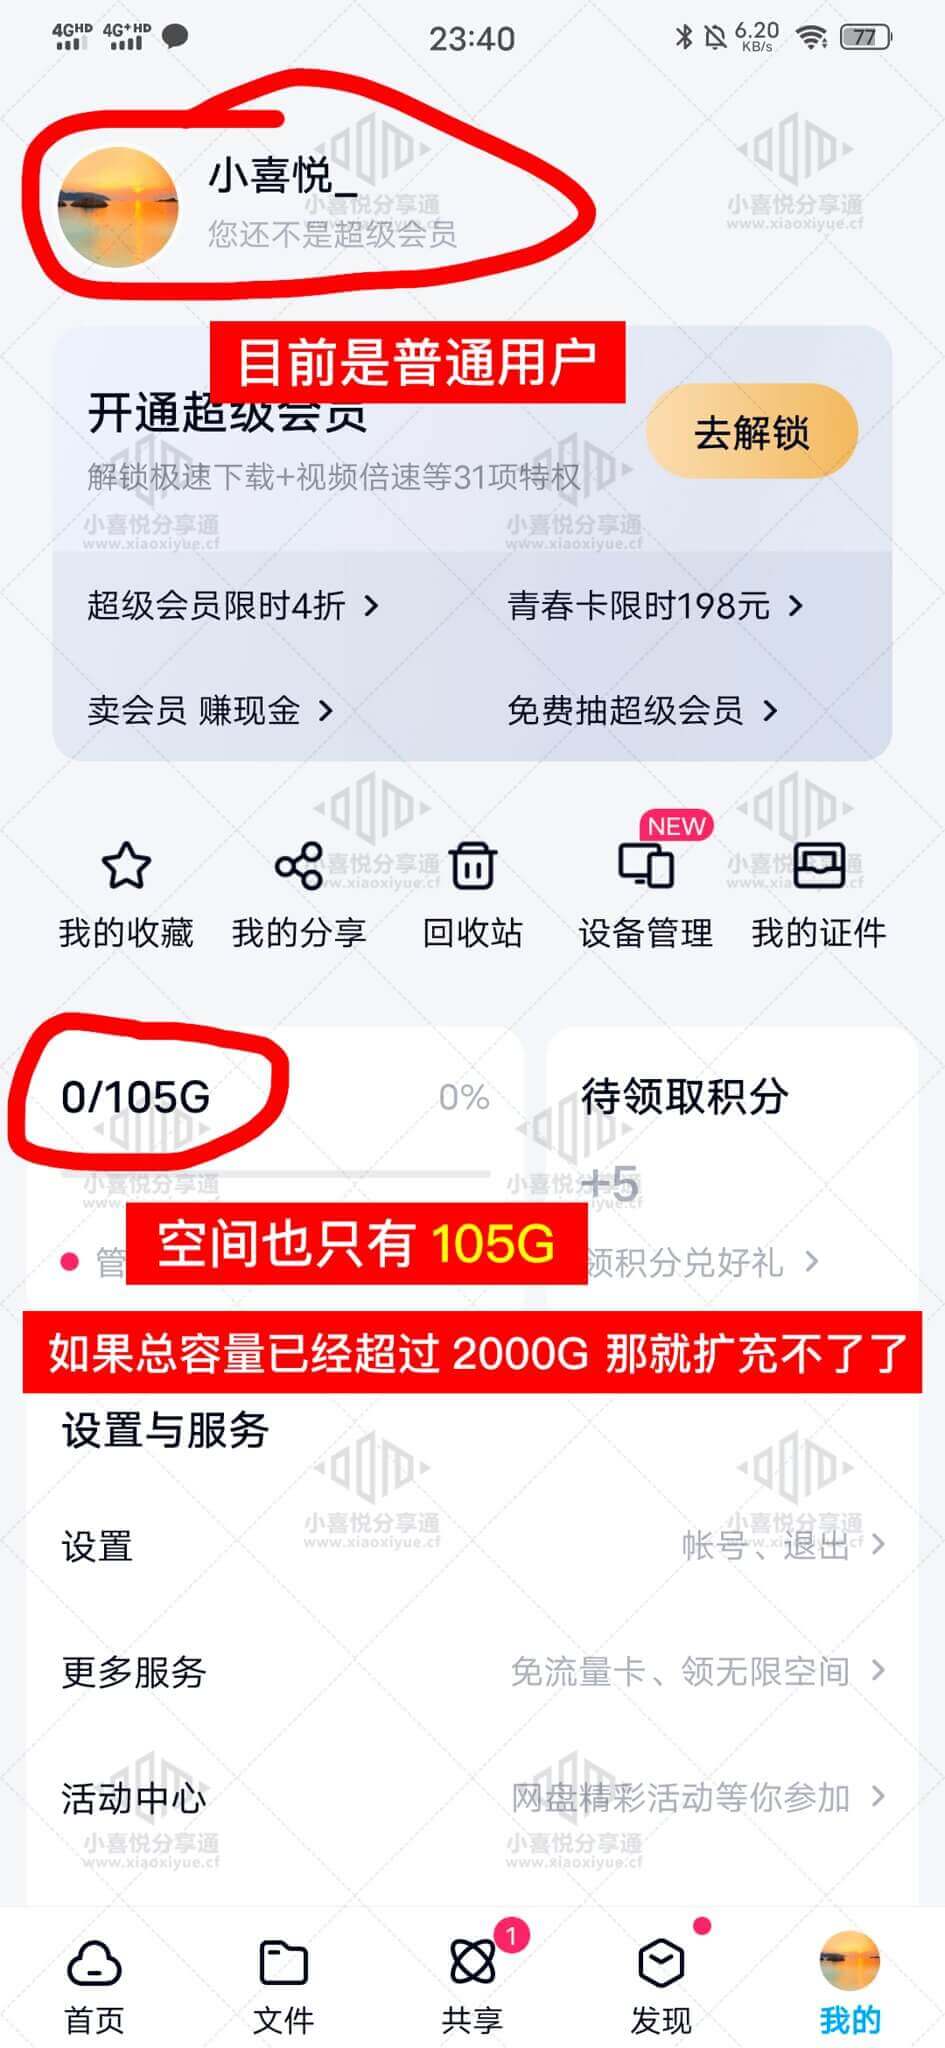 4GHD 4G+HD 23:40 6.20 KB/s 77
小喜悦_
您还不是超级会员
目前是普通用户
开通超级会员
去解锁
解锁极速下载+视频倍速等31项特权
超级会员限时4折
青春卡限时198元
卖会员 赚现金
免费抽超级会员
NEW
我的收藏 我的分享 回收站 设备管理 我的证件
0/105G 0%
待领取积分
+5
空间也只有 105G
管
领积分兑好礼
如果总容量已经超过 2000G 那就扩充不了了
设置与服务
设置 帐号、退出
更多服务 免流量卡、领无限空间
活动中心 网盘精彩活动等你参加
1
首页 文件 共享 发现 我的
小喜悦分享通
www.xiaoxiyue.cf